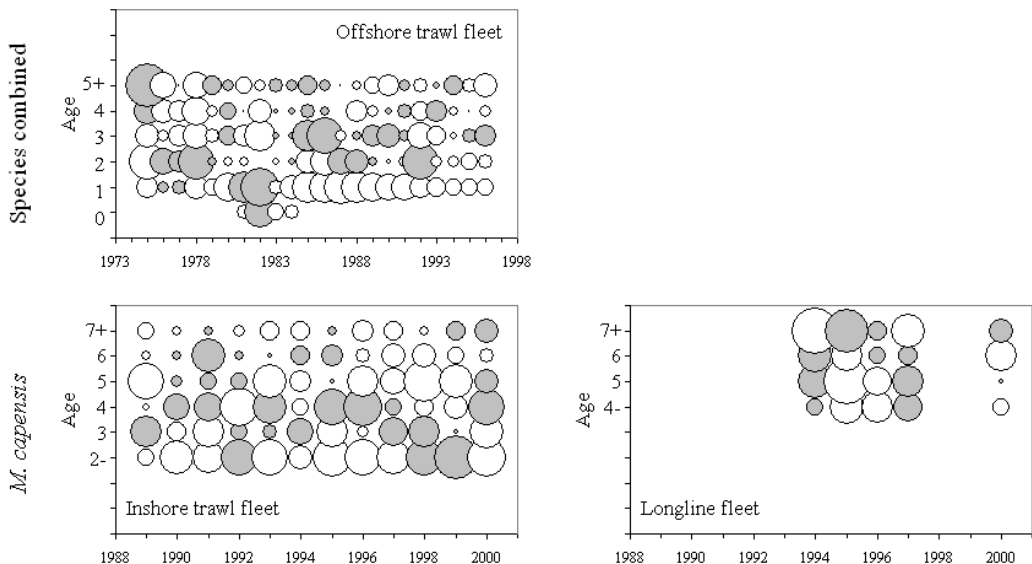 Species combined
Offshore trawl fleet
Age
5+
4
3
2
1
0
1973 1978 1983 1988 1993 1998
M. capensis
Age
7+
6
5
4
3
2-
Inshore trawl fleet
1988 1990 1992 1994 1996 1998 2000
Age
7+
6
5
4-
Longline fleet
1988 1990 1992 1994 1996 1998 2000